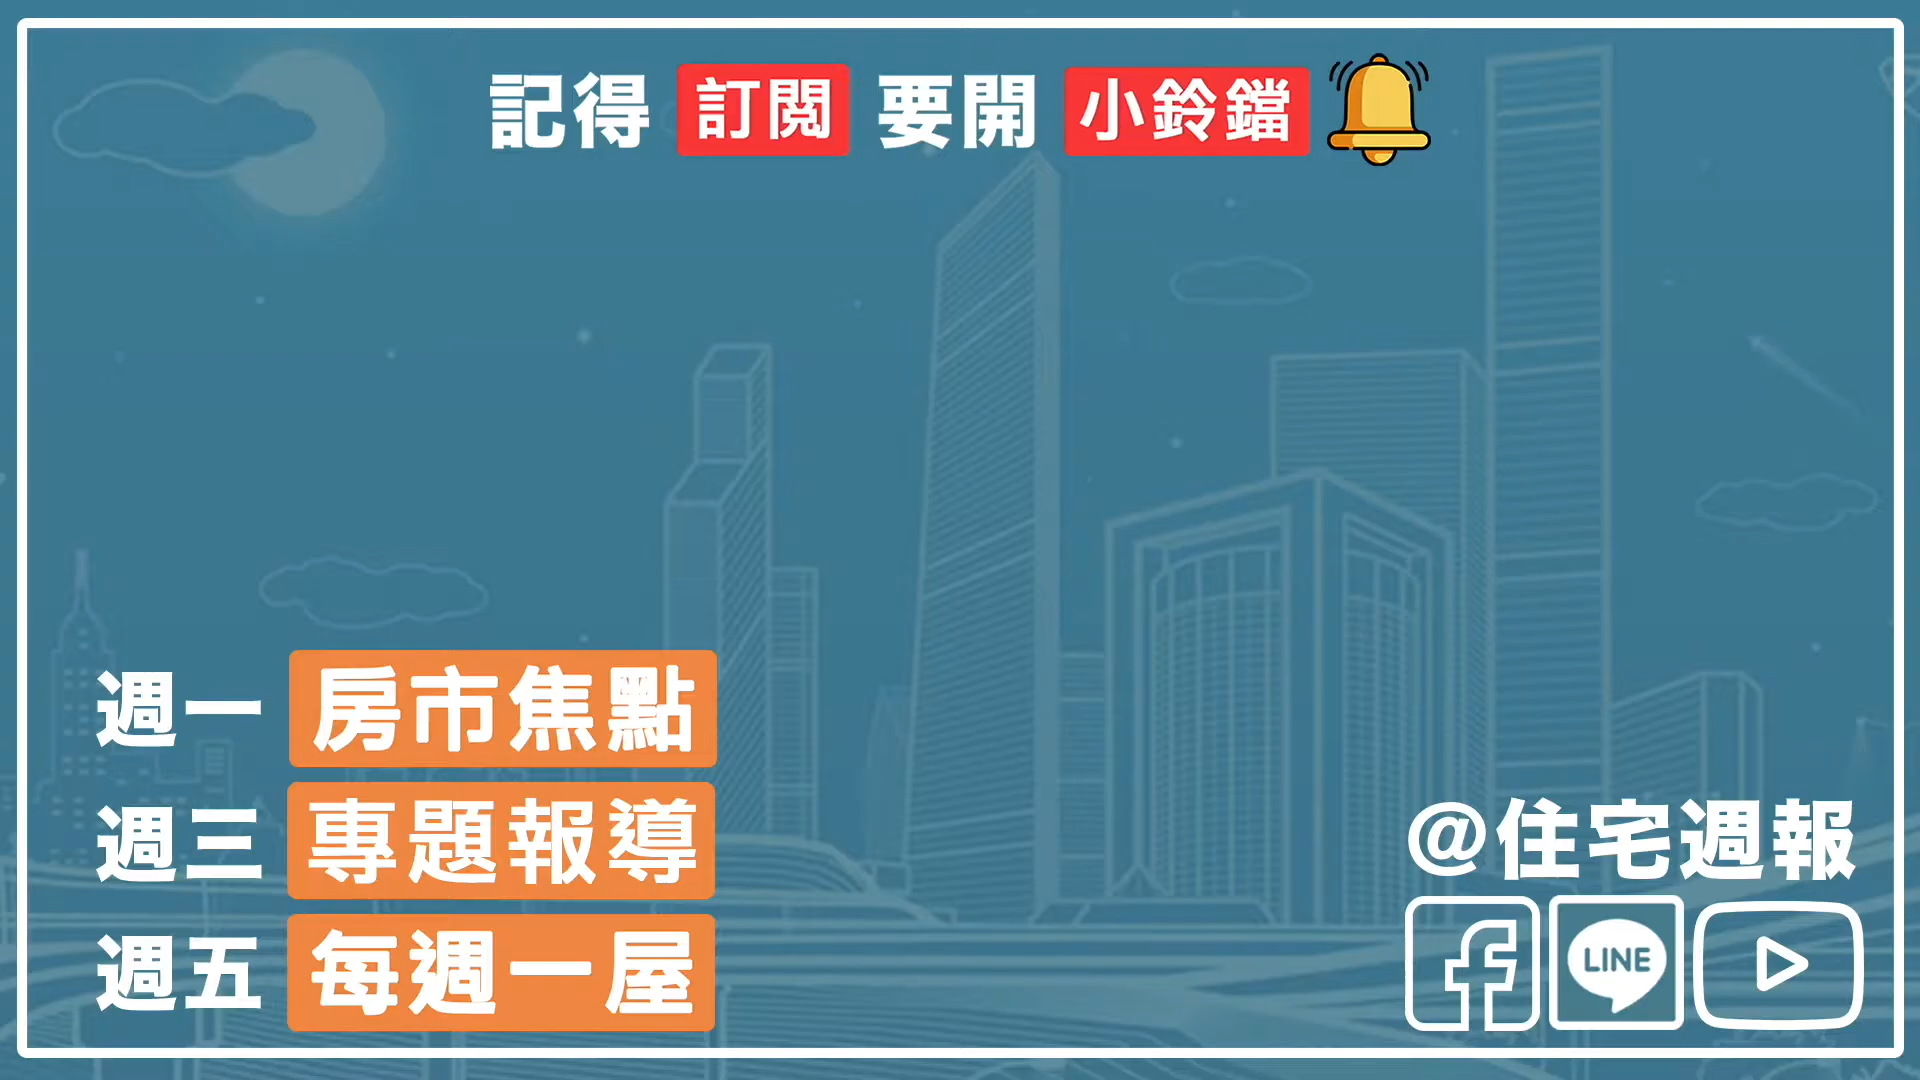 記得 訂閱 要開 小鈴鐺
週一 房市焦點
週三 專題報導
週五 每週一屋
@住宅週報
LINE